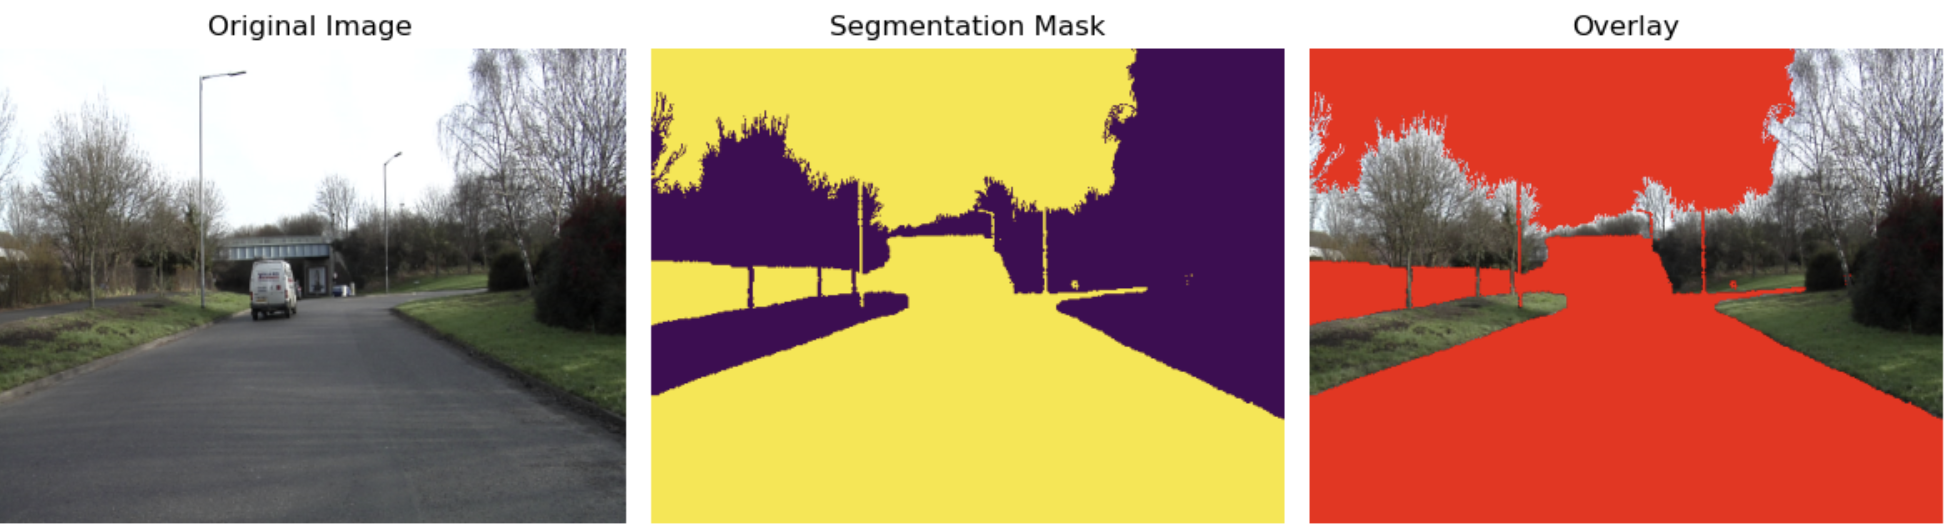 Original Image
Segmentation Mask
Overlay